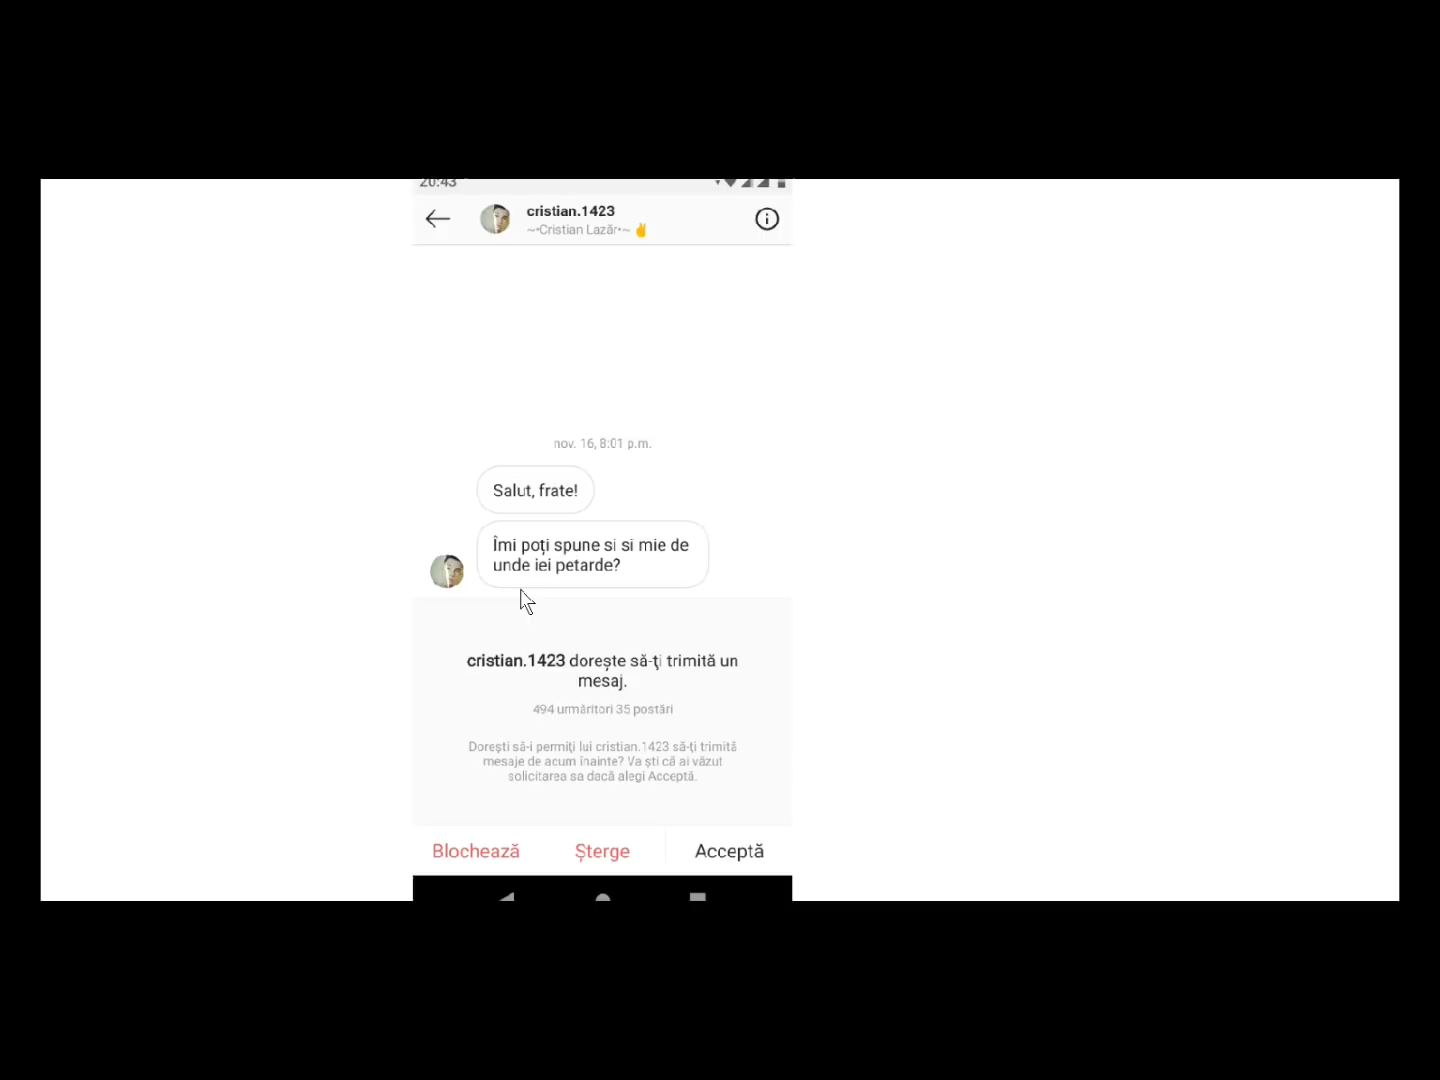 20:43
cristian.1423
~•Cristian Lazăr•~ ✌
nov. 16, 8:01 p.m.
Salut, frate!
Îmi poți spune si si mie de
unde iei petarde?
cristian.1423 dorește să-ţi trimită un
mesaj.
494 urmăritori 35 postări
Dorești să-i permiţi lui cristian.1423 să-ţi trimită
mesaje de acum înainte? Va ști că ai văzut
solicitarea sa dacă alegi Acceptă.
Blochează
Șterge
Acceptă